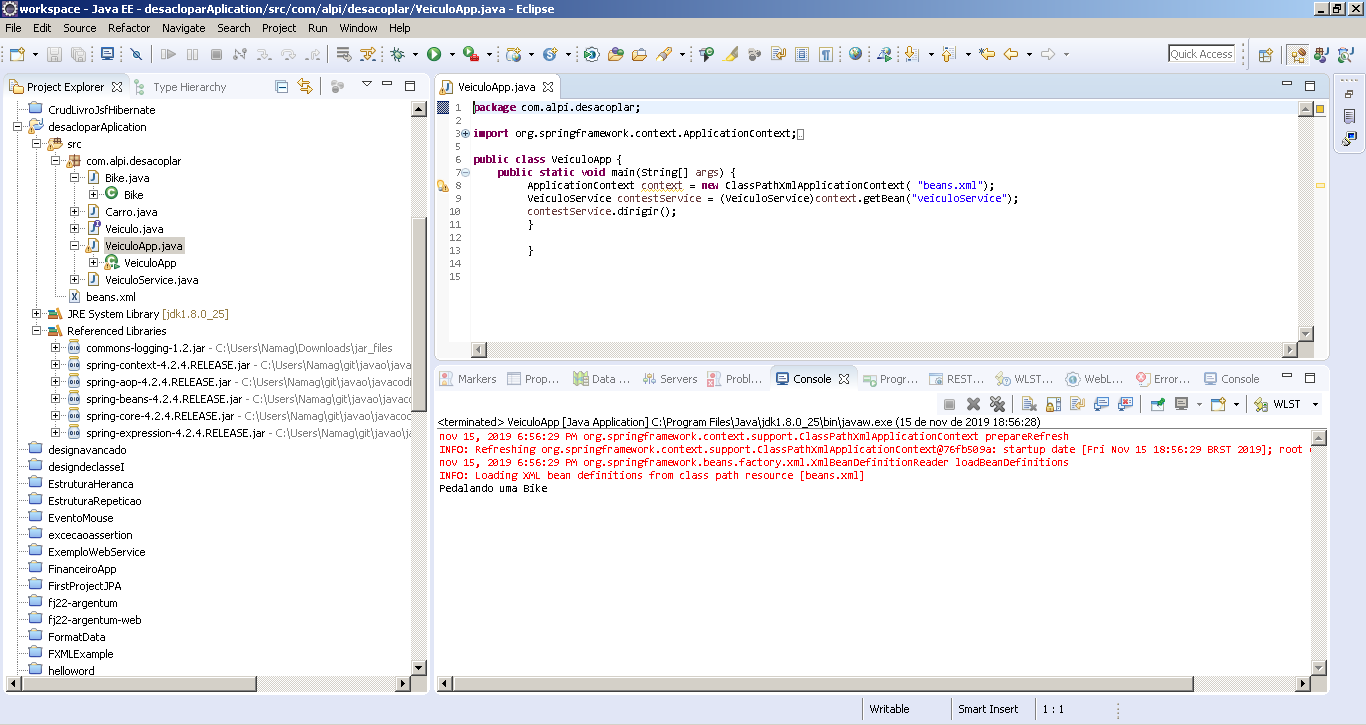 workspace - Java EE - desacloparAplication/src/com/alpi/desacoplar/VeiculoApp.java - Eclipse
File Edit Source Refactor Navigate Search Project Run Window Help
Quick Access
Project Explorer
Type Hierarchy
CrudLivroJsfHibernate
desacloparAplication
src
com.alpi.desacoplar
Bike.java
Bike
Carro.java
Veiculo.java
VeiculoApp.java
VeiculoApp
VeiculoService.java
beans.xml
JRE System Library [jdk1.8.0_25]
Referenced Libraries
commons-logging-1.2.jar - C:\Users\Namag\Downloads\jar_files
spring-context-4.2.4.RELEASE.jar - C:\Users\Namag\git\javao\java
spring-aop-4.2.4.RELEASE.jar - C:\Users\Namag\git\javao\javacodi
spring-beans-4.2.4.RELEASE.jar - C:\Users\Namag\git\javao\javaco
spring-core-4.2.4.RELEASE.jar - C:\Users\Namag\git\javao\javacoc
spring-expression-4.2.4.RELEASE.jar - C:\Users\Namag\git\javao\ja
designavancado
designdeclasseI
EstruturaHeranca
EstruturaRepeticao
EventoMouse
excecaoassertion
ExemploWebService
FinanceiroApp
FirstProjectJPA
fj22-argentum
fj22-argentum-web
FormatData
FXMLExample
helloword
VeiculoApp.java
1 package com.alpi.desacoplar;
2
3 import org.springframework.context.ApplicationContext;
5
6 public class VeiculoApp {
7 public static void main(String[] args) {
8 ApplicationContext context = new ClassPathXmlApplicationContext( "beans.xml");
9 VeiculoService contestService = (VeiculoService)context.getBean("veiculoService");
10 contestService.dirigir();
11 }
12
13 }
14
15
Markers Prop... Data ... Servers Probl... Console Progr... REST... WLST... WebL... Error... Console
WLST
<terminated> VeiculoApp [Java Application] C:\Program Files\Java\jdk1.8.0_25\bin\javaw.exe (15 de nov de 2019 18:56:28)
nov 15, 2019 6:56:29 PM org.springframework.context.support.ClassPathXmlApplicationContext prepareRefresh
INFO: Refreshing org.springframework.context.support.ClassPathXmlApplicationContext@76fb509a: startup date [Fri Nov 15 18:56:29 BRST 2019]; root
nov 15, 2019 6:56:29 PM org.springframework.beans.factory.xml.XmlBeanDefinitionReader loadBeanDefinitions
INFO: Loading XML bean definitions from class path resource [beans.xml]
Pedalando uma Bike
Writable
Smart Insert
1 : 1